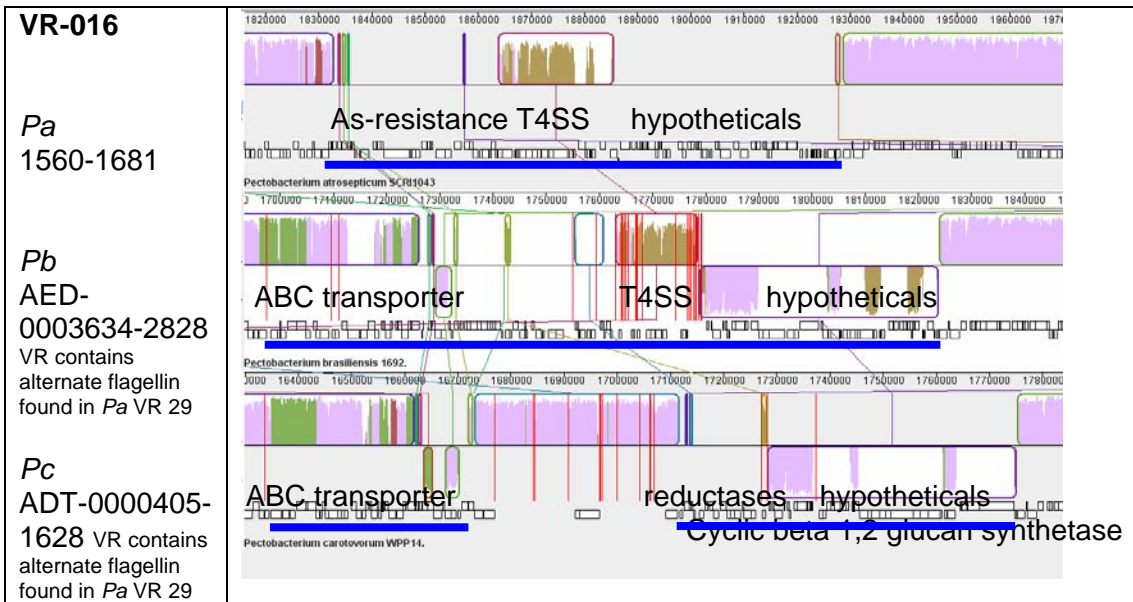 VR-016
Pa
1560-1681
Pb
AED-
0003634-2828
VR contains
alternate flagellin
found in Pa VR 29
Pc
ADT-0000405-
1628 VR contains
alternate flagellin
found in Pa VR 29
1820000 1830000 1840000 1850000 1860000 1870000 1880000 1890000 1900000 1910000 1920000 1930000 1940000 1950000 1960000
As-resistance T4SS hypotheticals
Pectobacterium atrosepticum SCRI1043
1700000 1710000 1720000 1730000 1740000 1750000 1760000 1770000 1780000 1790000 1800000 1810000 1820000 1830000 1840000
ABC transporter T4SS hypotheticals
Pectobacterium brasiliensis 1692.
1640000 1650000 1660000 1670000 1680000 1690000 1700000 1710000 1720000 1730000 1740000 1750000 1760000 1770000
ABC transporter reductases hypotheticals
Cyclic beta 1,2 glucan synthetase
Pectobacterium carotovorum WPP14.